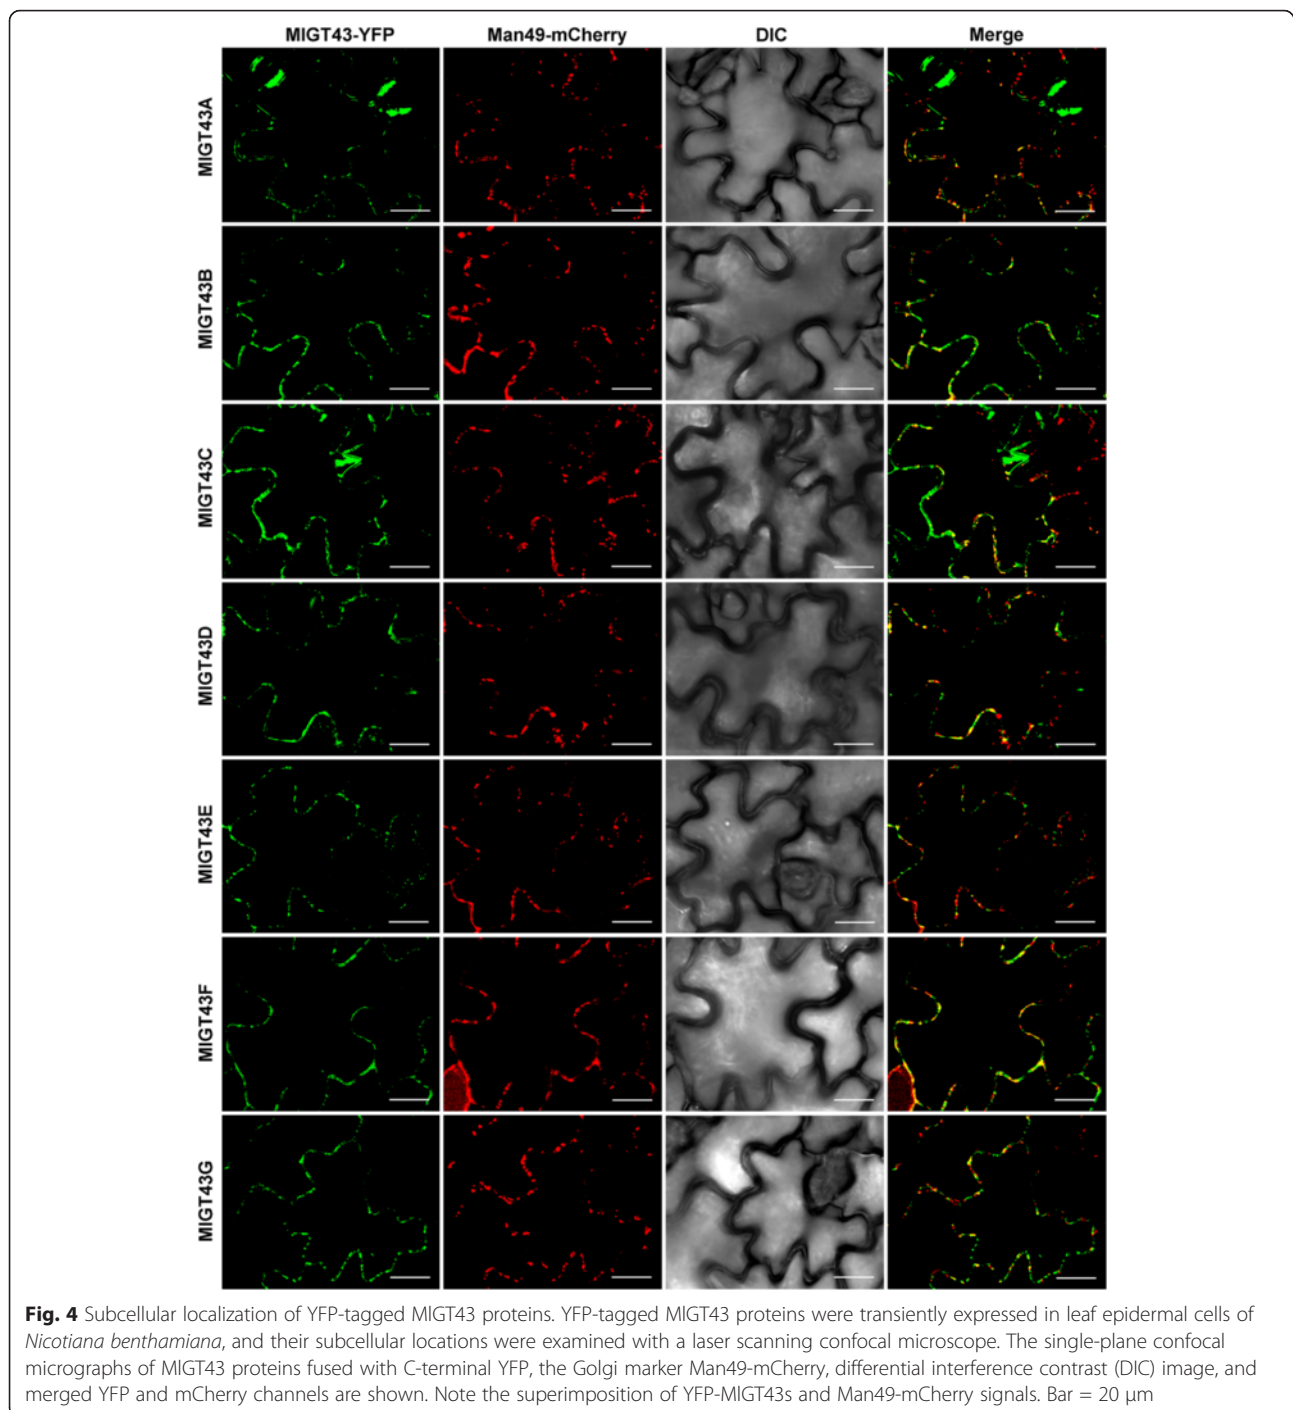 MIGT43-YFP Man49-mCherry DIC Merge
MIGT43A
MIGT43B
MIGT43C
MIGT43D
MIGT43E
MIGT43F
MIGT43G
Fig. 4 Subcellular localization of YFP-tagged MlGT43 proteins. YFP-tagged MlGT43 proteins were transiently expressed in leaf epidermal cells of
Nicotiana benthamiana, and their subcellular locations were examined with a laser scanning confocal microscope. The single-plane confocal
micrographs of MlGT43 proteins fused with C-terminal YFP, the Golgi marker Man49-mCherry, differential interference contrast (DIC) image, and
merged YFP and mCherry channels are shown. Note the superimposition of YFP-MlGT43s and Man49-mCherry signals. Bar = 20 μm